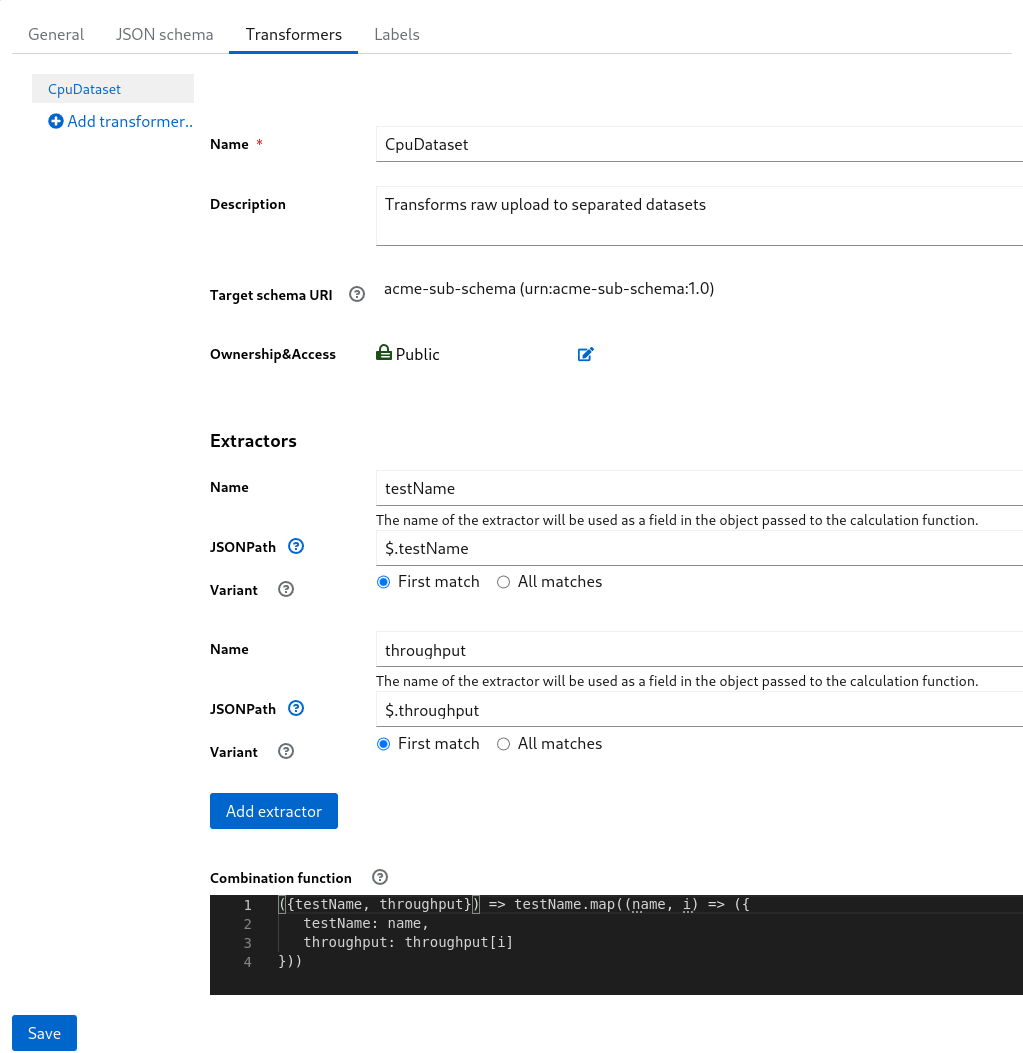 General JSON schema Transformers Labels
CpuDataset
Add transformer..
Name * CpuDataset
Description Transforms raw upload to separated datasets
Target schema URI acme-sub-schema (urn:acme-sub-schema:1.0)
Ownership&Access Public
Extractors
Name testName
The name of the extractor will be used as a field in the object passed to the calculation function.
JSONPath $.testName
Variant First match All matches
Name throughput
The name of the extractor will be used as a field in the object passed to the calculation function.
JSONPath $.throughput
Variant First match All matches
Add extractor
Combination function
1 ({testName, throughput}) => testName.map((name, i) => ({
2 testName: name,
3 throughput: throughput[i]
4 }))
Save